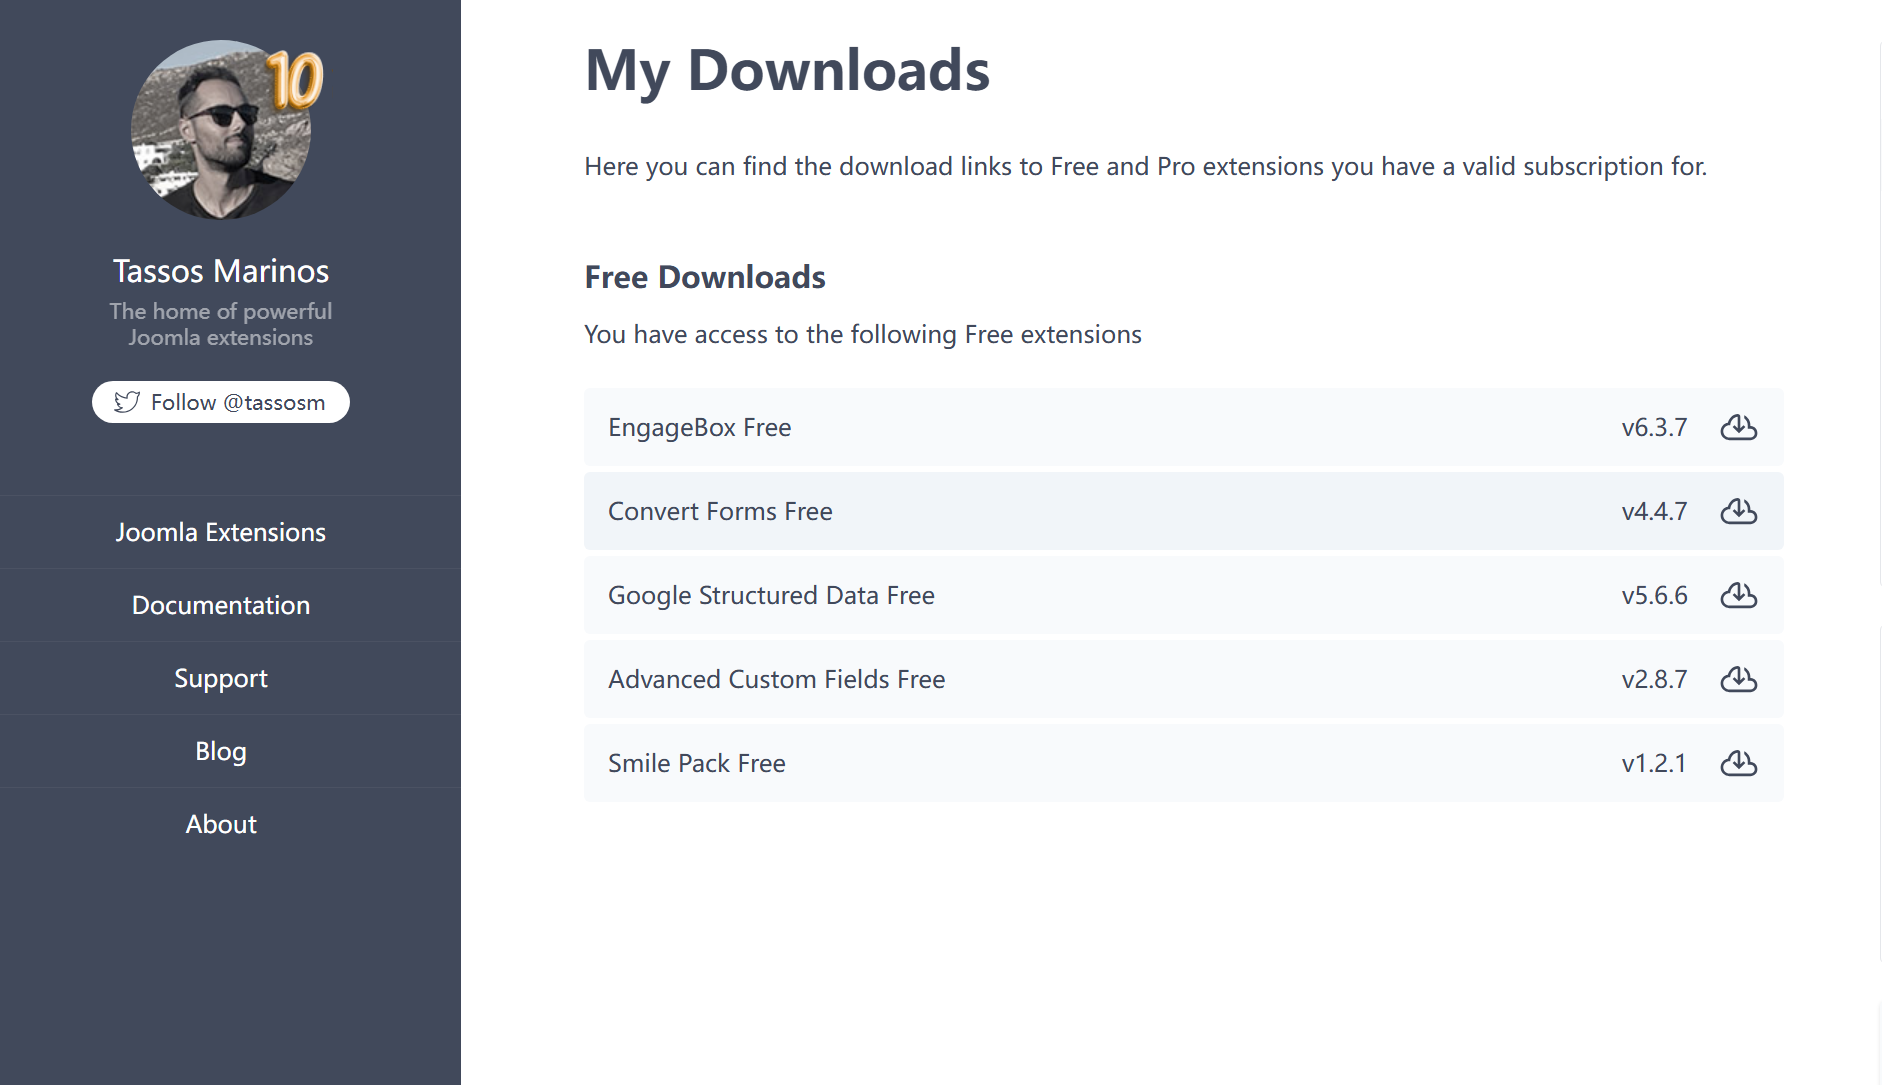 10
Tassos Marinos
The home of powerful
Joomla extensions
Follow @tassosm
Joomla Extensions
Documentation
Support
Blog
About
My Downloads
Here you can find the download links to Free and Pro extensions you have a valid subscription for.
Free Downloads
You have access to the following Free extensions
EngageBox Free v6.3.7
Convert Forms Free v4.4.7
Google Structured Data Free v5.6.6
Advanced Custom Fields Free v2.8.7
Smile Pack Free v1.2.1